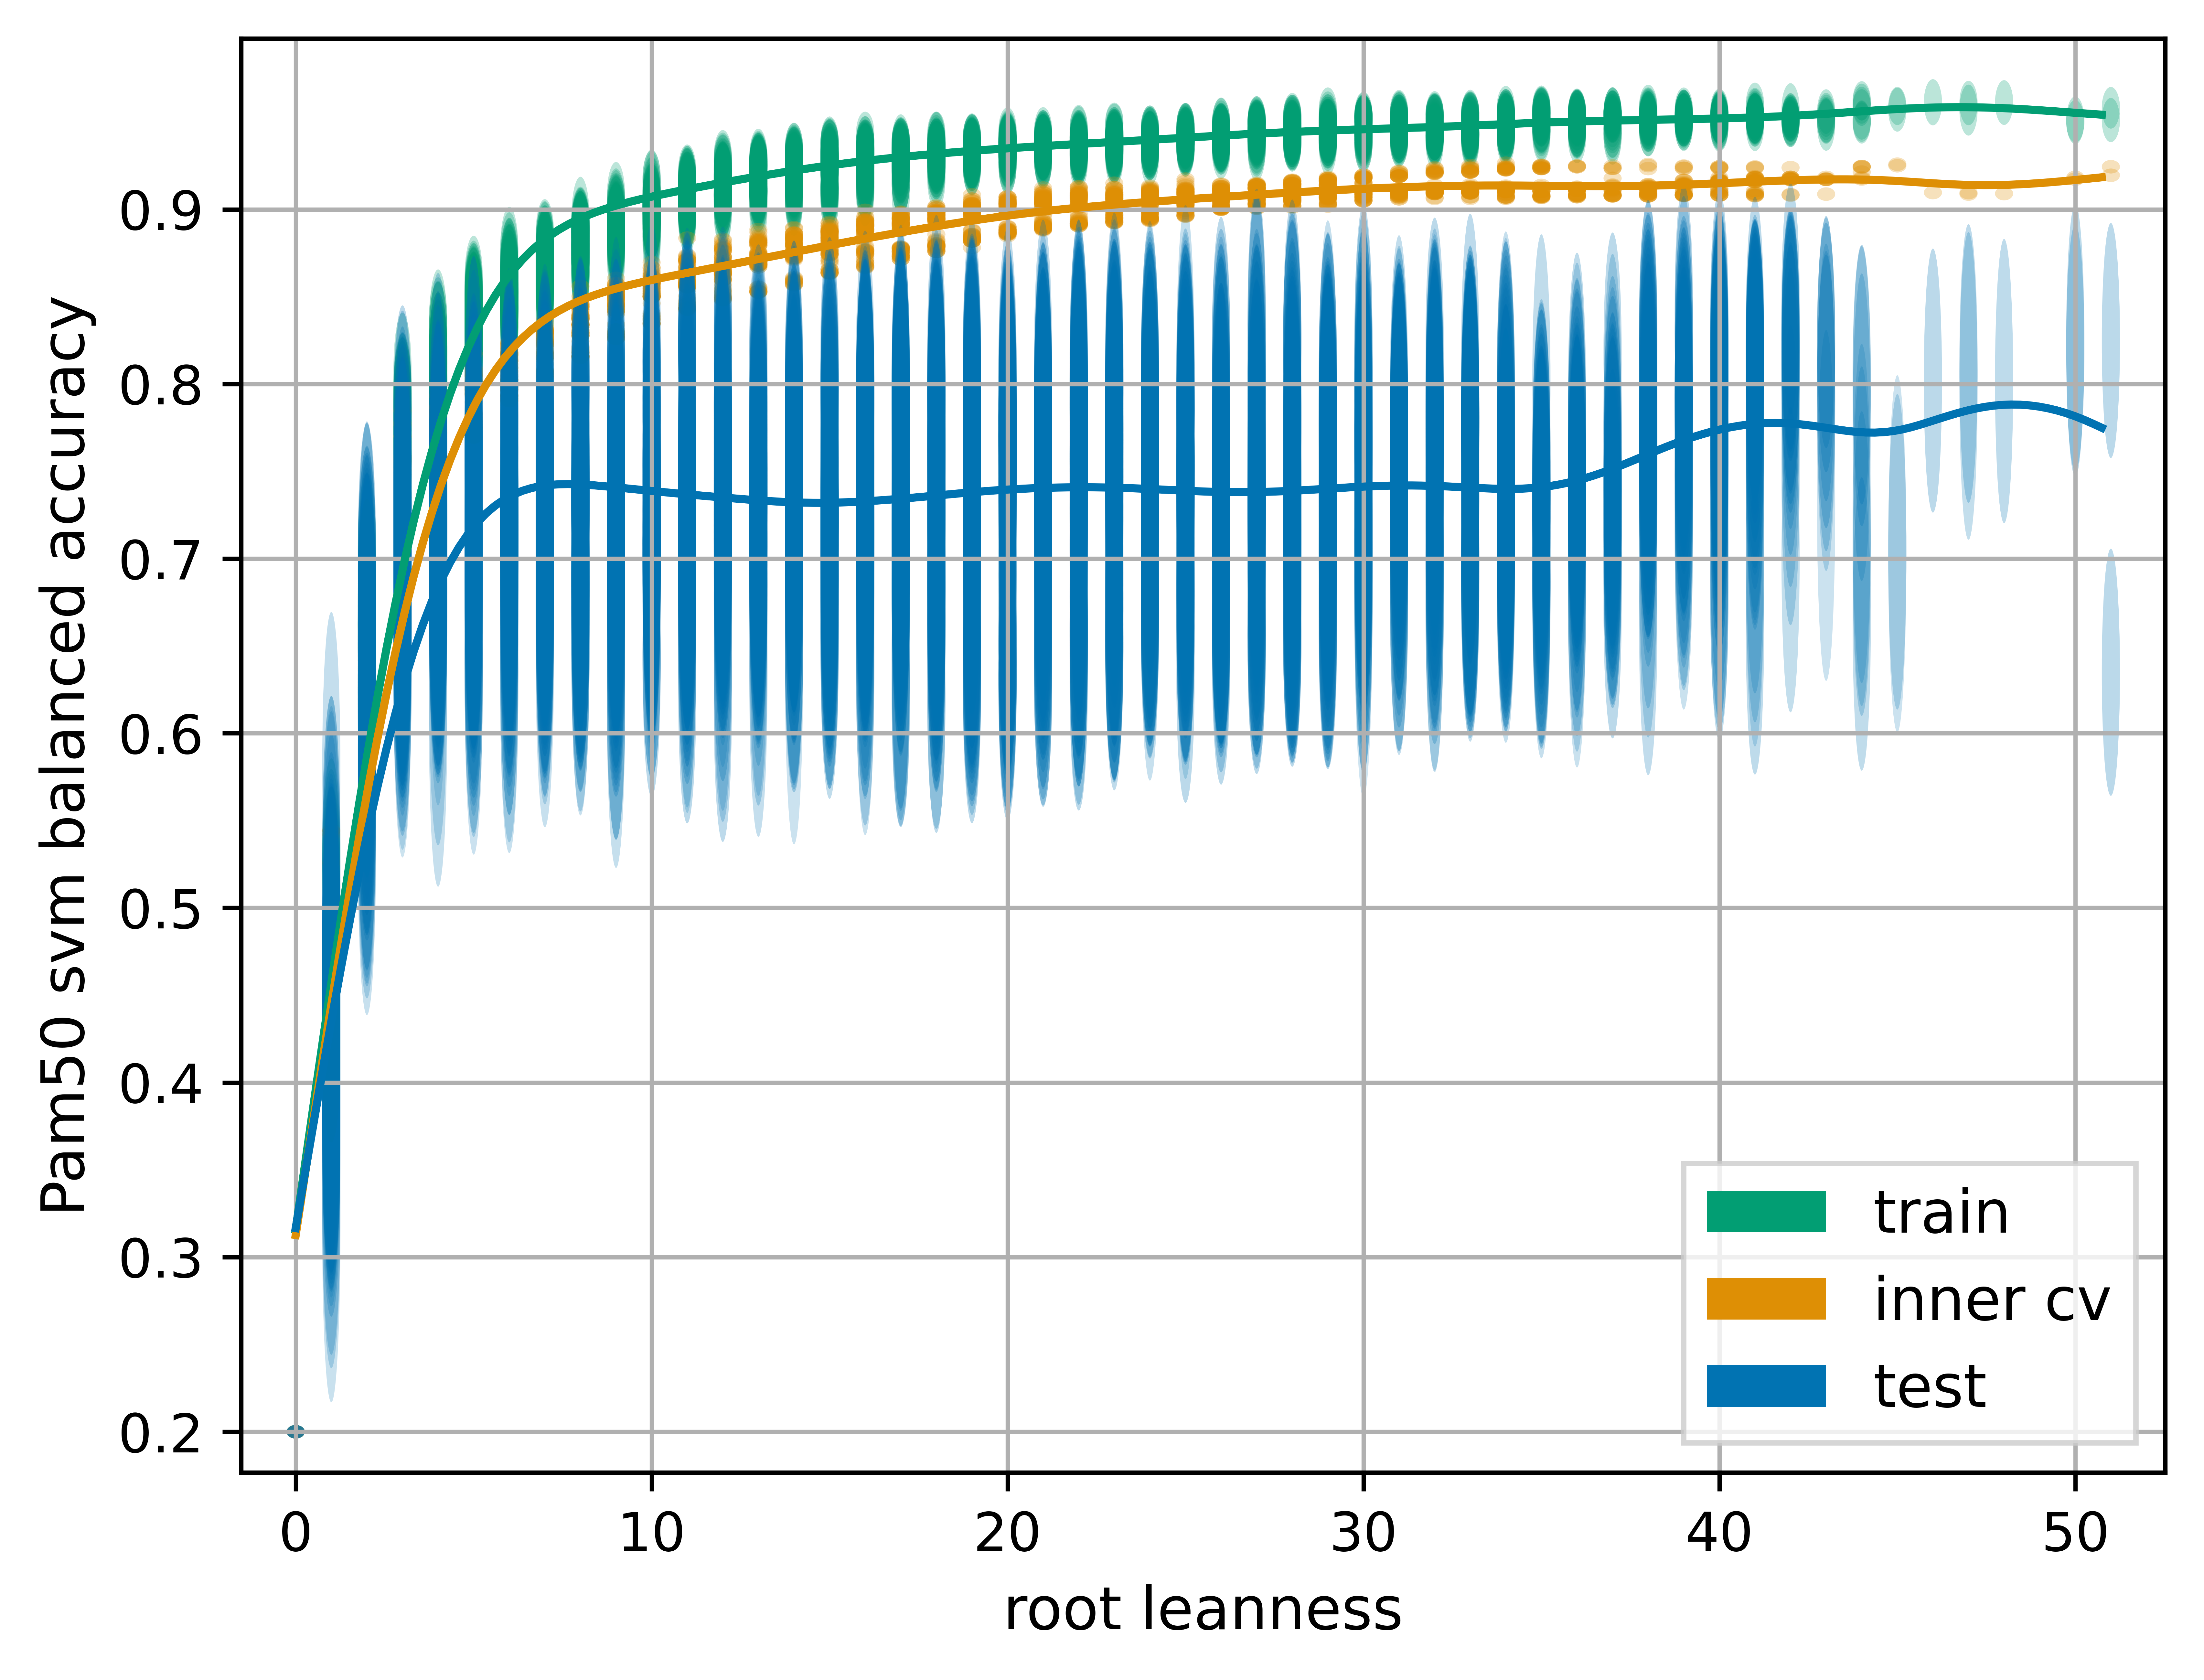 Pam50 svm balanced accuracy
0.9
0.8
0.7
0.6
0.5
0.4
0.3
0.2
0 10 20 30 40 50
root leanness
train
inner cv
test